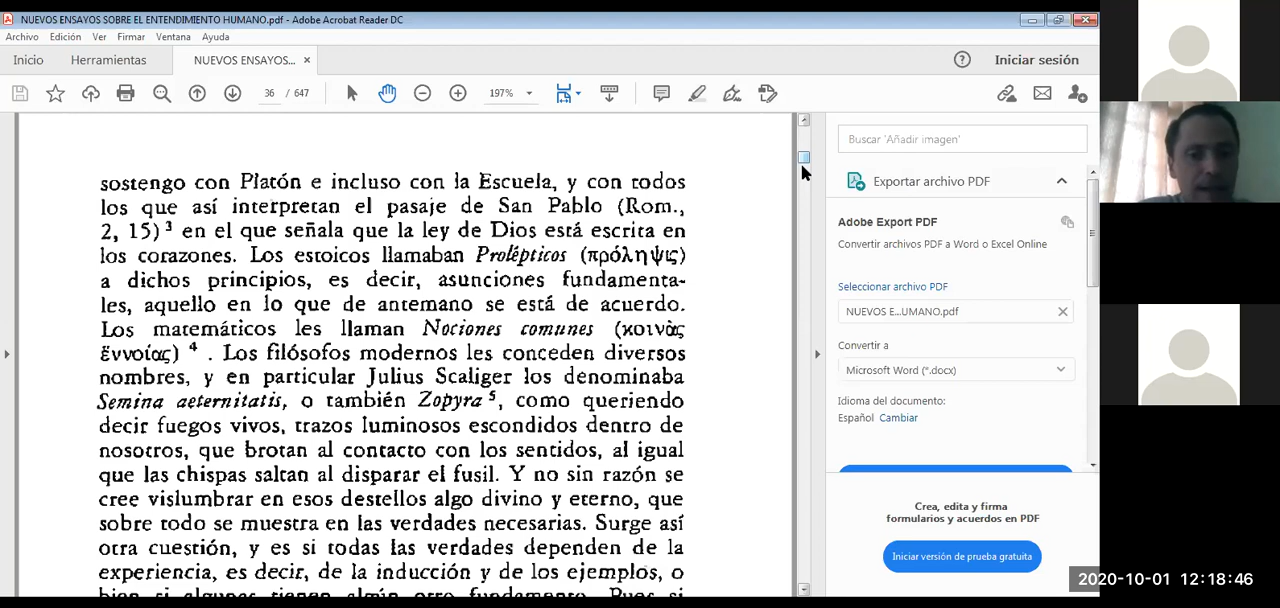 NUEVOS ENSAYOS SOBRE EL ENTENDIMIENTO HUMANO.pdf - Adobe Acrobat Reader DC
Archivo Edición Ver Firmar Ventana Ayuda
Inicio Herramientas NUEVOS ENSAYOS... × Iniciar sesión
36 / 647 197%
sostengo con Platón e incluso con la Escuela, y con todos
los que así interpretan el pasaje de San Pablo (Rom.,
2, 15) ³ en el que señala que la ley de Dios está escrita en
los corazones. Los estoicos llamaban Prolépticos (πρόληψις)
a dichos principios, es decir, asunciones fundamenta-
les, aquello en lo que de antemano se está de acuerdo.
Los matemáticos les llaman Nociones comunes (κοινὰς
ἔννοίας) ⁴ . Los filósofos modernos les conceden diversos
nombres, y en particular Julius Scaliger los denominaba
Semina aeternitatis, o también Zopyra ⁵, como queriendo
decir fuegos vivos, trazos luminosos escondidos dentro de
nosotros, que brotan al contacto con los sentidos, al igual
que las chispas saltan al disparar el fusil. Y no sin razón se
cree vislumbrar en esos destellos algo divino y eterno, que
sobre todo se muestra en las verdades necesarias. Surge así
otra cuestión, y es si todas las verdades dependen de la
experiencia, es decir, de la inducción y de los ejemplos, o
bien si algunas tienen algún otro fundamento. Pues si
Buscar 'Añadir imagen'
Exportar archivo PDF
Adobe Export PDF
Convertir archivos PDF a Word o Excel Online
Seleccionar archivo PDF
NUEVOS E...UMANO.pdf
Convertir a
Microsoft Word (*.docx)
Idioma del documento:
Español Cambiar
Crea, edita y firma
formularios y acuerdos en PDF
Iniciar versión de prueba gratuita
2020-10-01 12:18:46